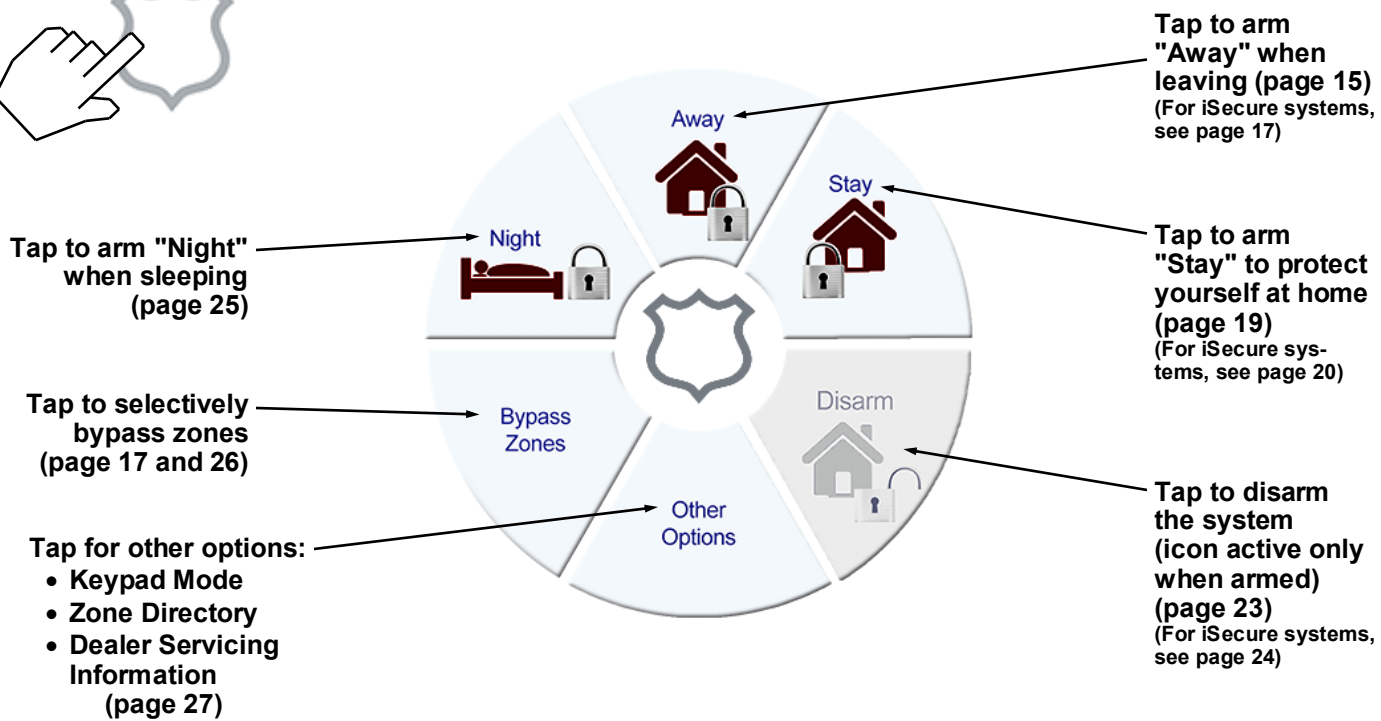 Tap to arm
"Away" when
leaving (page 15)
(For iSecure systems,
see page 17)
Away
Stay
Night
Tap to arm "Night"
when sleeping
(page 25)
Tap to arm
"Stay" to protect
yourself at home
(page 19)
(For iSecure sys-
tems, see page 20)
Tap to selectively
bypass zones
(page 17 and 26)
Bypass
Zones
Disarm
Other
Options
Tap to disarm
the system
(icon active only
when armed)
(page 23)
(For iSecure systems,
see page 24)
Tap for other options:
• Keypad Mode
• Zone Directory
• Dealer Servicing
Information
(page 27)